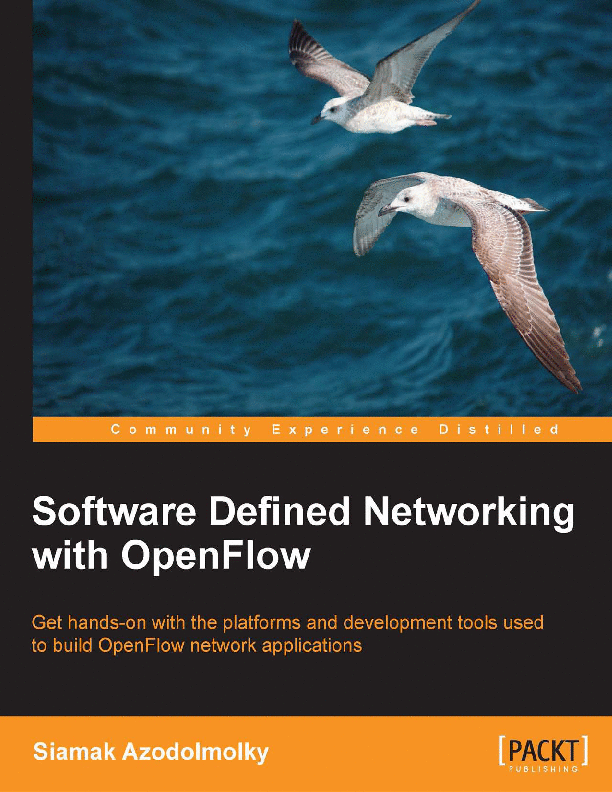 Community Experience Distilled
Software Defined Networking
with OpenFlow
Get hands-on with the platforms and development tools used
to build OpenFlow network applications
Siamak Azodolmolky
[PACKT]
PUBLISHING